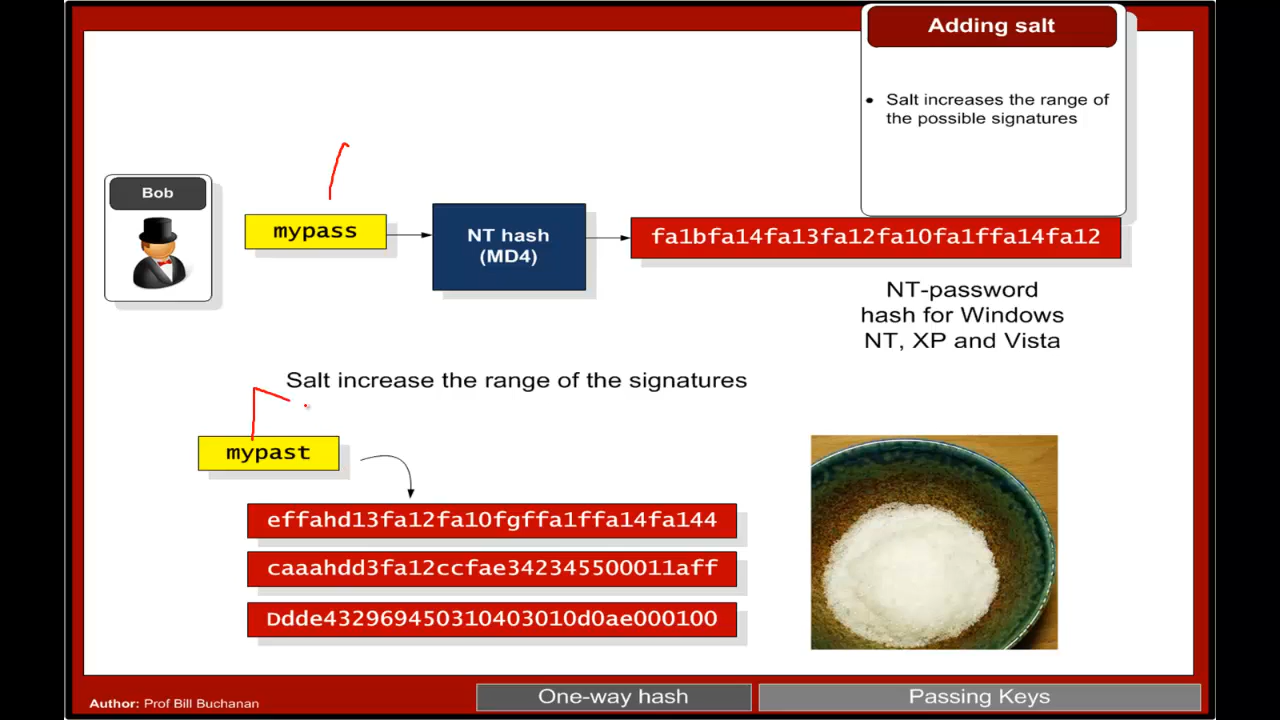 Adding salt
• Salt increases the range of
the possible signatures
Bob
mypass
NT hash
(MD4)
fa1bfa14fa13fa12fa10fa1ffa14fa12
NT-password
hash for Windows
NT, XP and Vista
Salt increase the range of the signatures
mypast
effahd13fa12fa10fgffa1ffa14fa144
caaahdd3fa12ccfae342345500011aff
Ddde432969450310403010d0ae000100
Author: Prof Bill Buchanan
One-way hash
Passing Keys